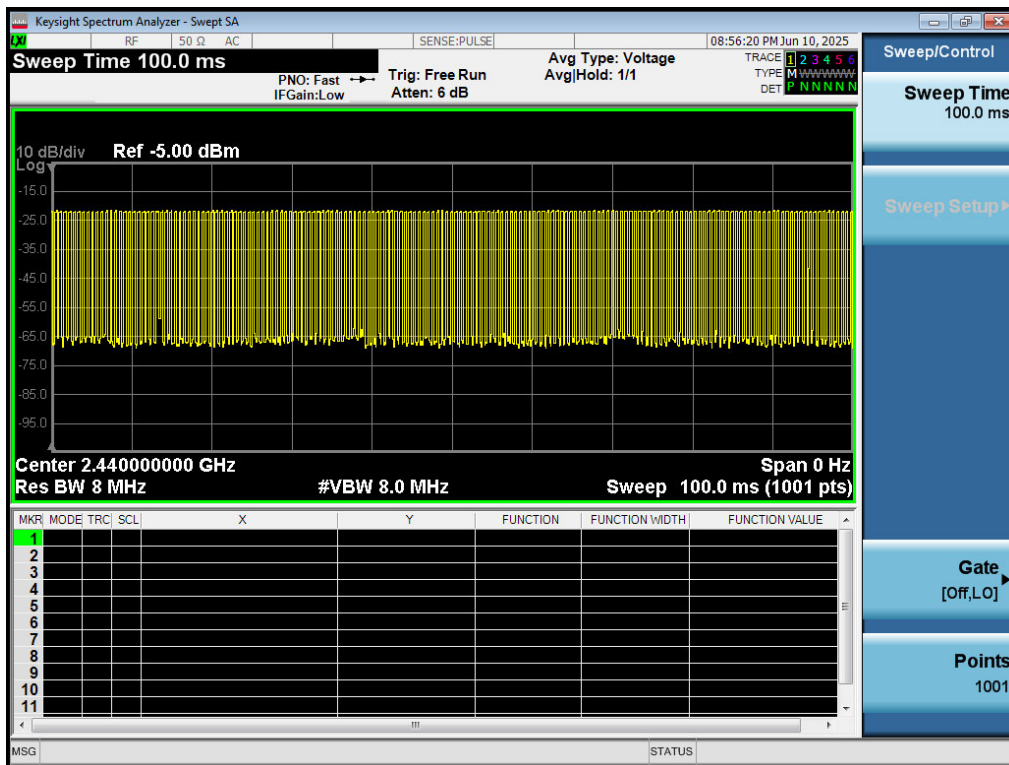 Keysight Spectrum Analyzer - Swept SA
LXI RF 50 Ω AC SENSE:PULSE 08:56:20 PM Jun 10, 2025
Sweep Time 100.0 ms
PNO: Fast
IFGain:Low
Trig: Free Run
Atten: 6 dB
Avg Type: Voltage
Avg|Hold: 1/1
TRACE 1 2 3 4 5 6
TYPE M W W W W W
DET P N N N N N
10 dB/div Ref -5.00 dBm
Log
-15.0
-25.0
-35.0
-45.0
-55.0
-65.0
-75.0
-85.0
-95.0
Center 2.440000000 GHz Span 0 Hz
Res BW 8 MHz #VBW 8.0 MHz Sweep 100.0 ms (1001 pts)
MKR MODE TRC SCL X Y FUNCTION FUNCTION WIDTH FUNCTION VALUE
1
2
3
4
5
6
7
8
9
10
11
MSG STATUS
Sweep/Control
Sweep Time
100.0 ms
Sweep Setup
Gate
[Off,LO]
Points
1001